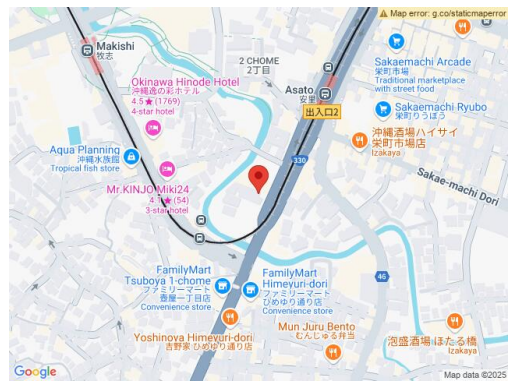 Map error: g.co/staticmaperror
Makishi
牧志
2 CHOME
2丁目
Sakaemachi Arcade
栄町市場
Traditional marketplace
with street food
Okinawa Hinode Hotel
沖縄逸の彩ホテル
4.5★(1769)
4-star hotel
Asato
安里
出入口2
Sakaemachi Ryubo
栄町りうぼう
沖縄酒場ハイサイ
栄町市場店
Izakaya
Aqua Planning
沖縄水族館
Tropical fish store
330
Mr.KINJO Miki24
(54)
3-star hotel
Sakae-machi Dori
FamilyMart
Tsuboya 1-chome
ファミリーマート
壺屋一丁目店
Convenience store
FamilyMart
Himeyuri-dori
ファミリーマート
ひめゆり通り店
Convenience store
46
Yoshinoya Himeyuri-dori
吉野家 ひめゆり通り店
Mun Juru Bento
むんじゅる弁当
泡盛酒場 ほたる橋
Izakaya
Google
Map data ©2025